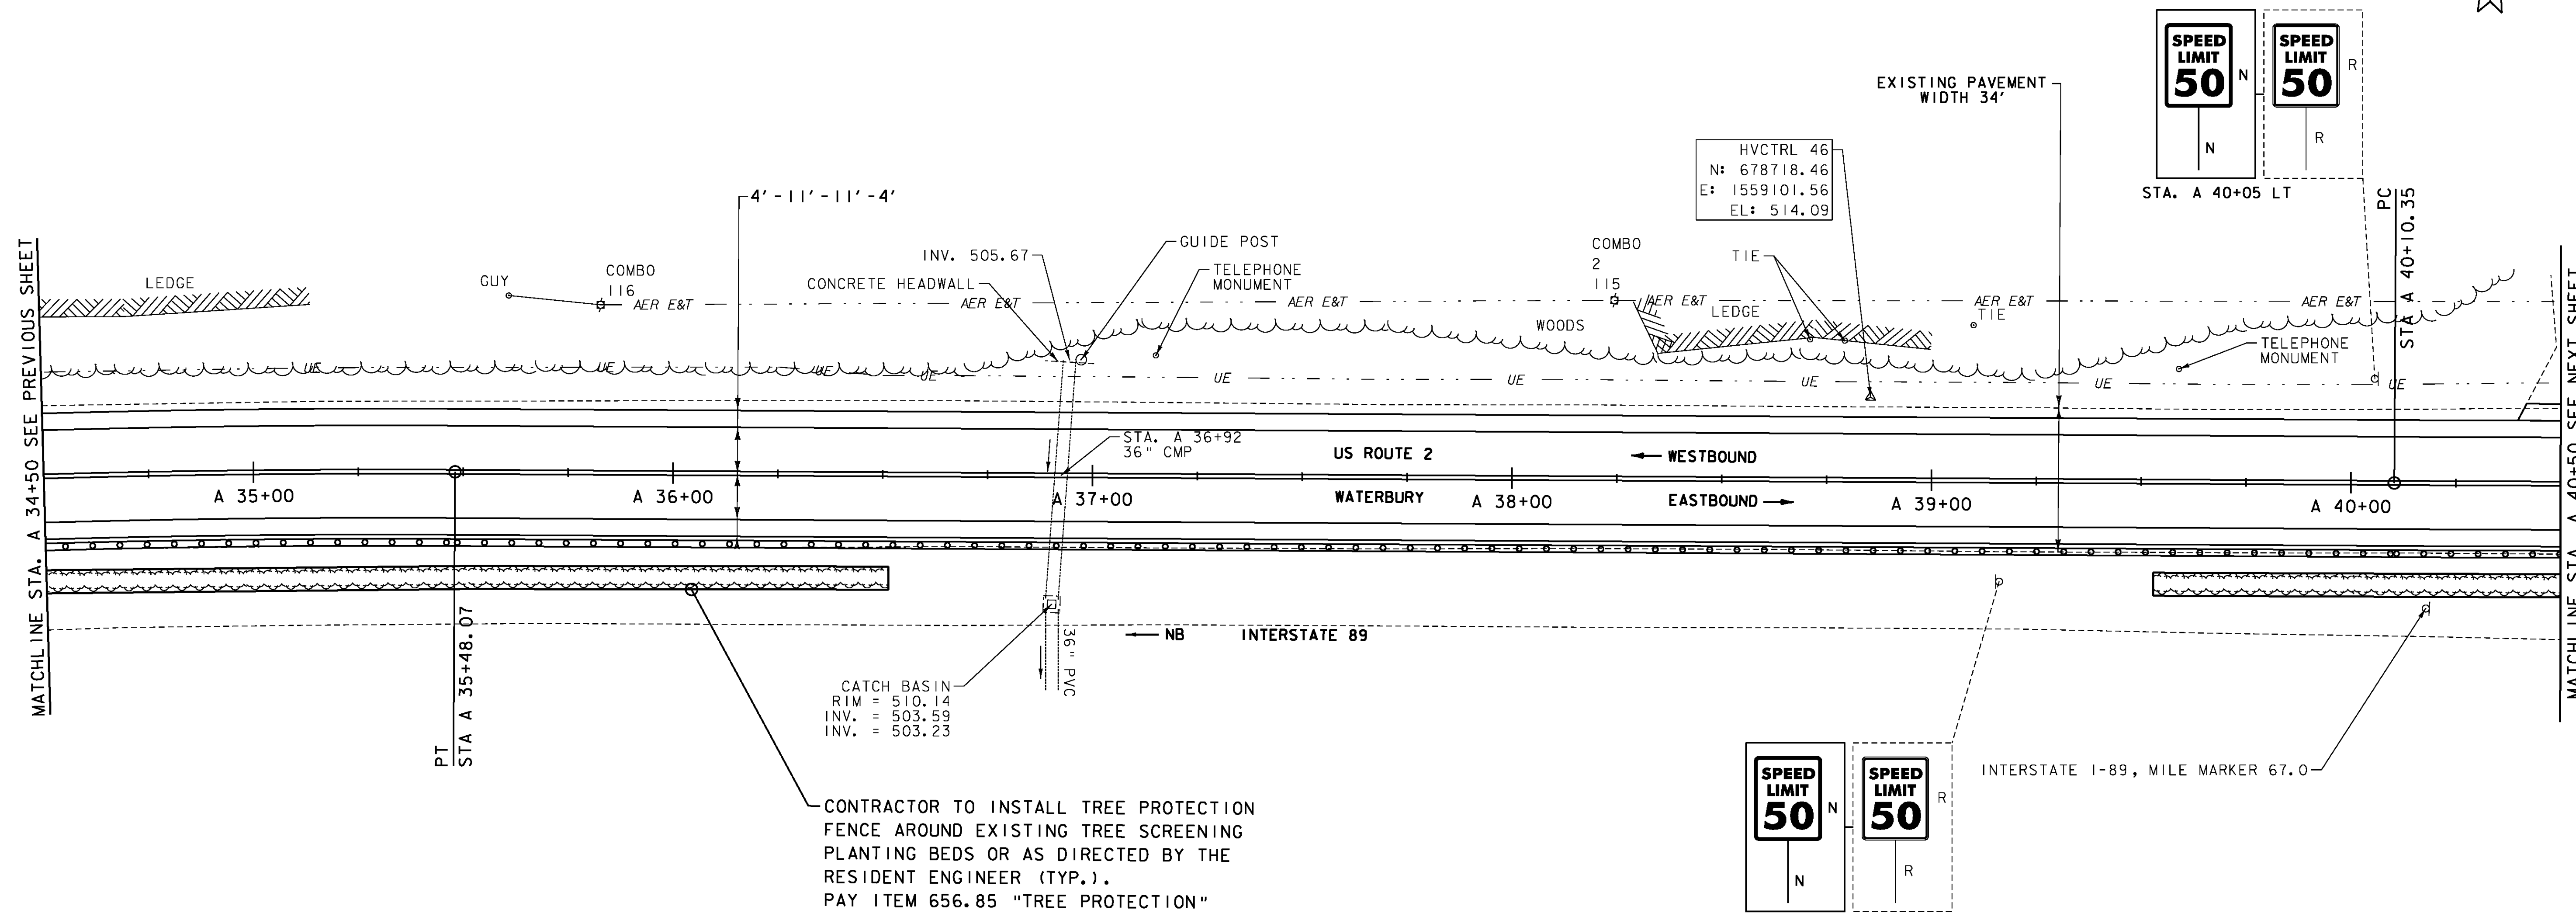 SPEED
LIMIT
50
N
N
SPEED
LIMIT
50
R
R
STA. A 40+05 LT
EXISTING PAVEMENT
WIDTH 34'
HVCTRL 46
N: 678718.46
E: 1559101.56
EL: 514.09
PC
STA A 40+10.35
4'-11'-11'-4'
MATCHLINE STA. A 34+50 SEE PREVIOUS SHEET
LEDGE
GUY
COMBO
116
INV. 505.67
CONCRETE HEADWALL
GUIDE POST
TELEPHONE
MONUMENT
COMBO
2
115
TIE
WOODS
LEDGE
TIE
TELEPHONE
MONUMENT
AER E&T
AER E&T
AER E&T
AER E&T
AER E&T
AER E&T
UE
UE
UE
UE
UE
UE
UE
UE
UE
STA. A 36+92
36" CMP
US ROUTE 2
WESTBOUND
A 35+00
A 36+00
A 37+00
WATERBURY
A 38+00
EASTBOUND
A 39+00
A 40+00
MATCHLINE STA. A 40+50 SEE NEXT SHEET
PT
STA A 35+48.07
36" PVC
NB
INTERSTATE 89
CATCH BASIN
RIM = 510.14
INV. = 503.59
INV. = 503.23
CONTRACTOR TO INSTALL TREE PROTECTION
FENCE AROUND EXISTING TREE SCREENING
PLANTING BEDS OR AS DIRECTED BY THE
RESIDENT ENGINEER (TYP.).
PAY ITEM 656.85 "TREE PROTECTION"
SPEED
LIMIT
50
N
N
SPEED
LIMIT
50
R
R
INTERSTATE I-89, MILE MARKER 67.0